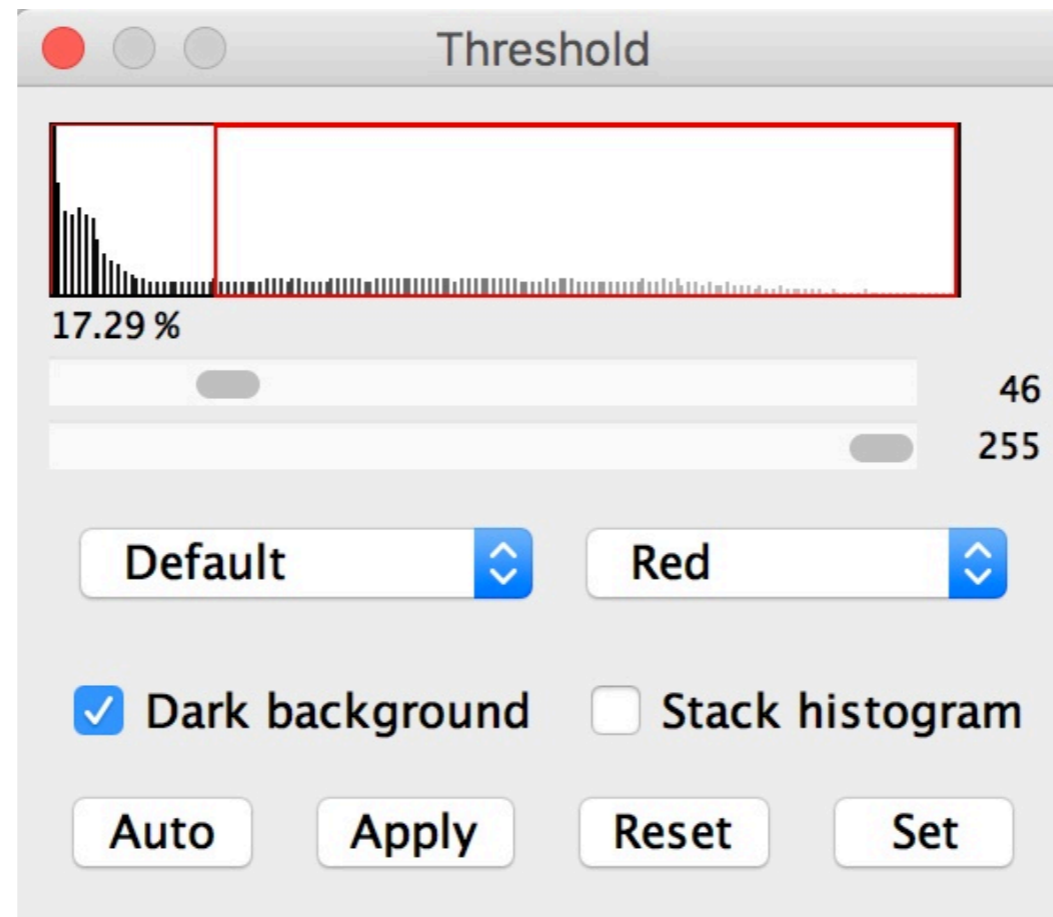 Threshold
17.29 %
46
255
Default Red
Dark background Stack histogram
Auto Apply Reset Set